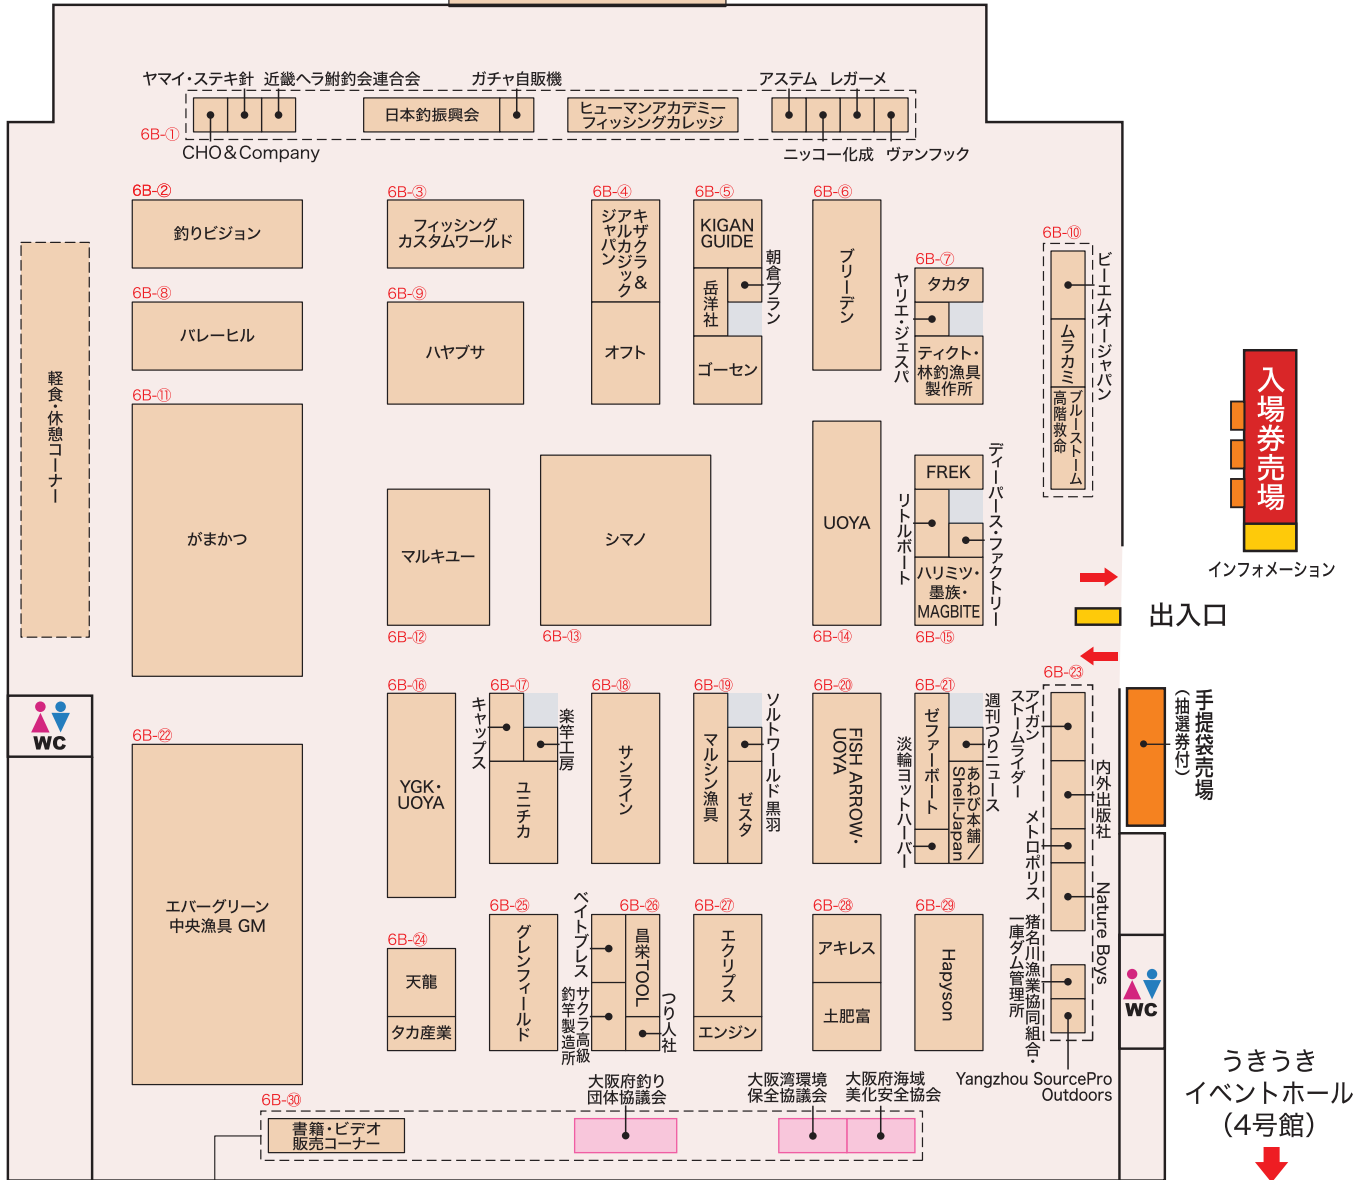 ヤマイ・ステキ針
近畿ヘラ鮒釣会連合会
ガチャ自販機
アステム
レガーメ
日本釣振興会
ヒューマンアカデミー
フィッシングカレッジ
6B-①
CHO&Company
ニッコー化成
ヴァンフック
6B-②
釣りビジョン
6B-③
フィッシング
カスタムワールド
6B-④
キザクラ&
アルカジック
ジャパン
オフト
6B-⑤
KIGAN
GUIDE
岳洋社
朝倉プラン
ゴーセン
6B-⑥
ブリーデン
6B-⑦
タカタ
ヤリエ・ジェスパ
ティクト・
林釣漁具
製作所
6B-⑩
ビーエムオージャパン
ムラカミ
ブルーストーム
高階救命
6B-⑧
バレーヒル
6B-⑨
ハヤブサ
軽食・休憩コーナー
6B-⑪
がまかつ
マルキユー
6B-⑫
シマノ
6B-⑬
UOYA
6B-⑭
FREK
リトルボート
ディーパース・ファクトリー
ハリミツ・
墨族・
MAGBITE
6B-⑮
入場券売場
インフォメーション
出入口
手提袋売場
(抽選券付)
WC
6B-⑯
YGK・
UOYA
6B-⑰
キャップス
楽竿工房
ユニチカ
6B-⑱
サンライン
6B-⑲
マルシン漁具
ソルトワールド 黒羽
ゼスタ
6B-⑳
FISH ARROW・
UOYA
6B-㉑
ゼファーボート
週刊つりニュース
淡輪ヨットハーバー
あわび本舗/
Shell-Japan
6B-㉓
アイガン
ストームライダー
内外出版社
メトロポリス
Nature Boys
猪名川漁業協同組合・
一庫ダム管理所
Yangzhou SourcePro
Outdoors
6B-㉒
エバーグリーン
中央漁具 GM
6B-㉔
天龍
タカ産業
6B-㉕
グレンフィールド
6B-㉖
ベイトブレス
昌栄TOOL
サクラ高級
釣竿製造所
つり人社
6B-㉗
エクリプス
エンジン
6B-㉘
アキレス
土肥富
6B-㉙
Hapyson
WC
6B-㉚
書籍・ビデオ
販売コーナー
大阪府釣り
団体協議会
大阪湾環境
保全協議会
大阪府海域
美化安全協会
うきうき
イベントホール
(4号館)